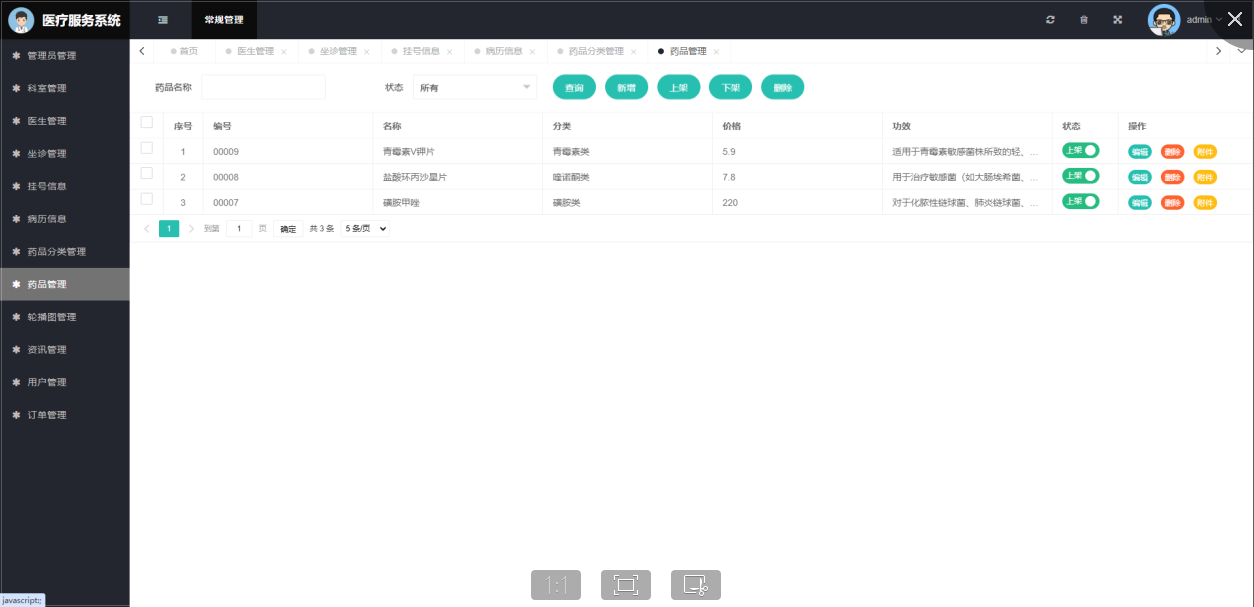 医疗服务系统
常规管理
admin
管理员管理
科室管理
医生管理
坐诊管理
挂号信息
病历信息
药品分类管理
药品管理
轮播图管理
资讯管理
用户管理
订单管理
首页 医生管理 坐诊管理 挂号信息 病历信息 药品分类管理 药品管理
药品名称 状态 所有 查询 新增 上架 下架 删除
序号 编号 名称 分类 价格 功效 状态 操作
1 00009 青霉素V钾片 青霉素类 5.9 适用于青霉素敏感菌株所致的轻、... 上架 编辑 删除 附件
2 00008 盐酸环丙沙星片 喹诺酮类 7.8 用于治疗敏感菌（如大肠埃希菌、... 上架 编辑 删除 附件
3 00007 磺胺甲唑 磺胺类 220 对于化脓性链球菌、肺炎链球菌、... 上架 编辑 删除 附件
1 到第 1 页 确定 共 3 条 5 条/页
1:1
javascript:;